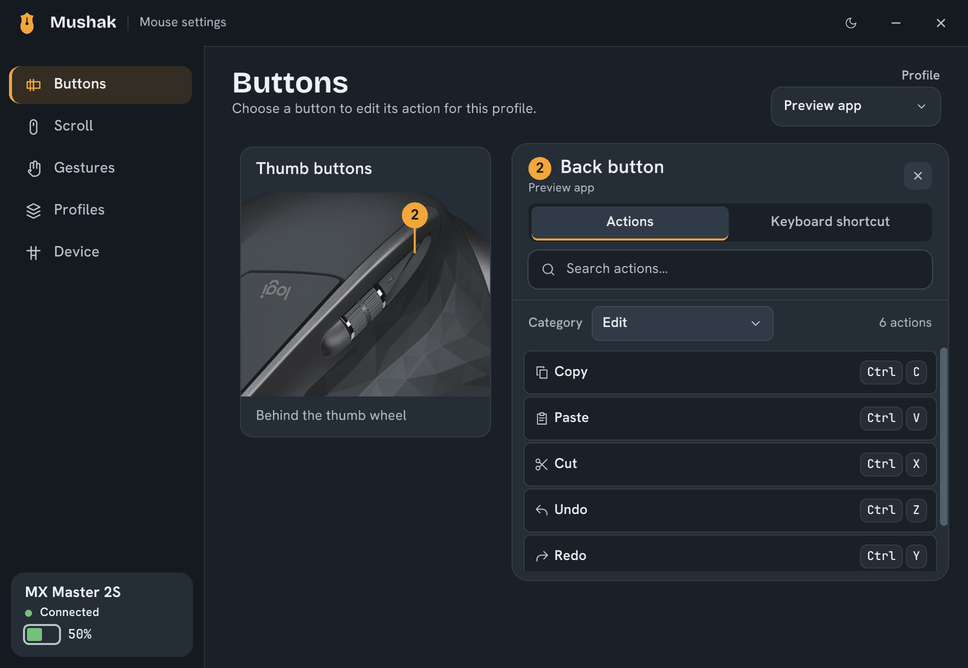 Mushak
Mouse settings
Buttons
Scroll
Gestures
Profiles
Device
MX Master 2S
Connected
50%
Buttons
Choose a button to edit its action for this profile.
Profile
Preview app
Thumb buttons
2
logi
Behind the thumb wheel
2 Back button
Preview app
Actions
Keyboard shortcut
Search actions...
Category
Edit
6 actions
Copy Ctrl C
Paste Ctrl V
Cut Ctrl X
Undo Ctrl Z
Redo Ctrl Y